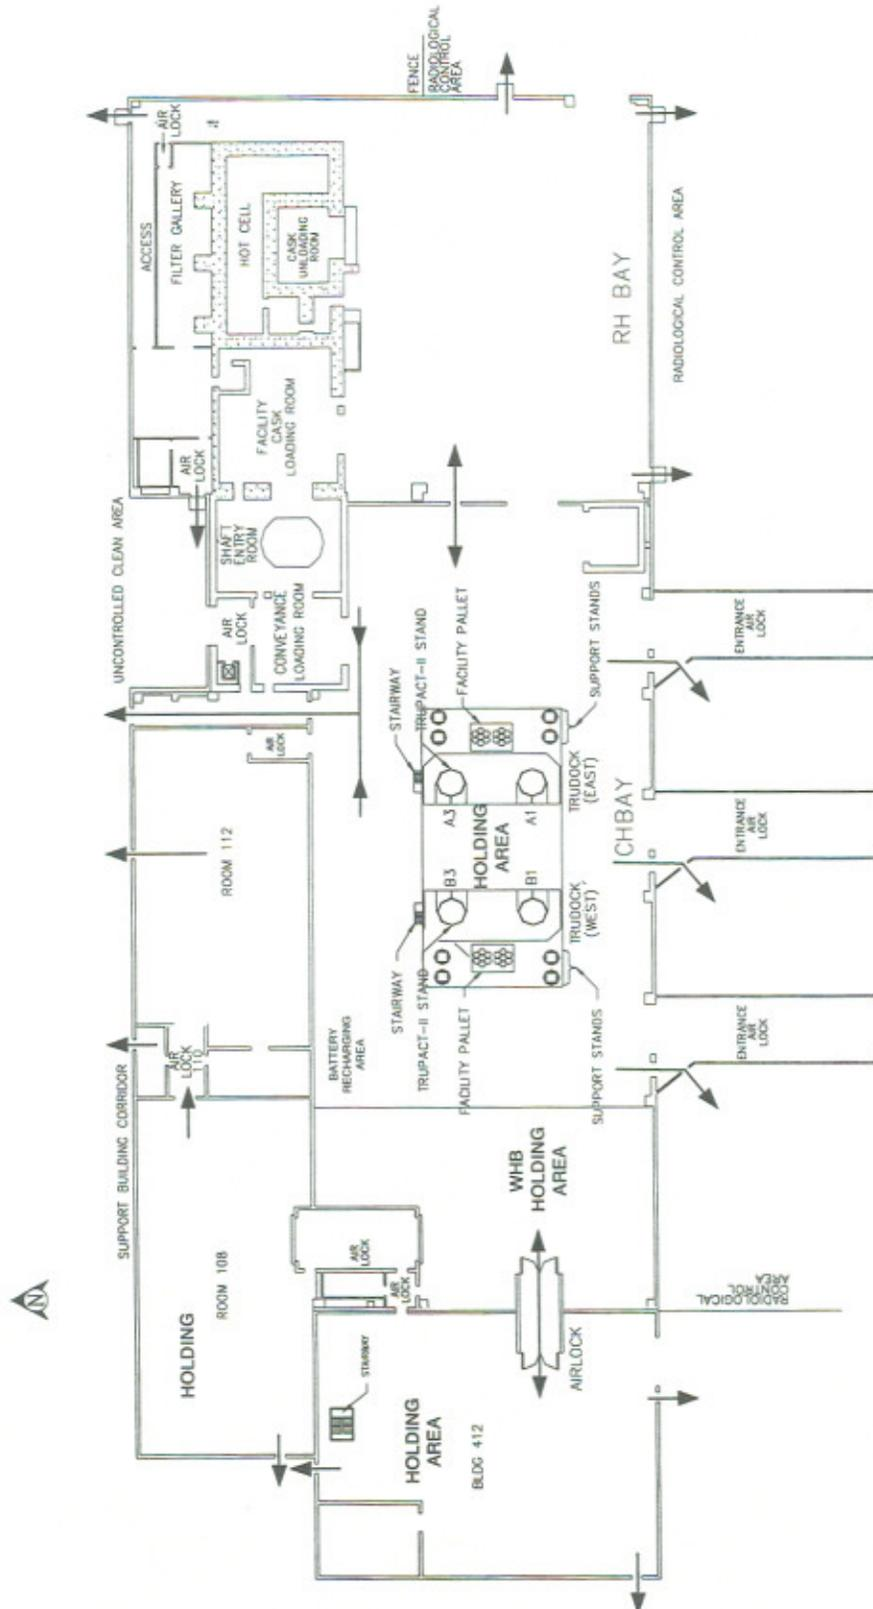 N
SUPPORT BUILDING CORRIDOR
UNCONTROLLED CLEAN AREA
HOLDING
ROOM 108
AIR
LOCK
110
ROOM 112
AIR
LOCK
AIR
LOCK
CONVEYANCE
LOADING ROOM
SHAFT
ENTRY
ROOM
AIR
LOCK
FACILITY
CASK
LOADING ROOM
ACCESS
FILTER GALLERY
AIR
LOCK
HOT CELL
CASK
UNLOADING
ROOM
STAIRWAY
HOLDING
AREA
BLDG 412
AIR
LOCK
AIR
LOCK
AIRLOCK
WHB
HOLDING
AREA
BATTERY
RECHARGING
AREA
STAIRWAY
TRUPACT-II STAND
FACILITY PALLET
SUPPORT STANDS
B3
B1
TRUDOCK
(WEST)
HOLDING
AREA
A3
A1
TRUDOCK
(EAST)
STAIRWAY
TRUPACT-II STAND
FACILITY PALLET
SUPPORT STANDS
CHBAY
RH BAY
FENCE
RADIOLOGICAL
CONTROL
AREA
RADIOLOGICAL
CONTROL
AREA
ENTRANCE
AIR
LOCK
ENTRANCE
AIR
LOCK
ENTRANCE
AIR
LOCK
RADIOLOGICAL CONTROL AREA